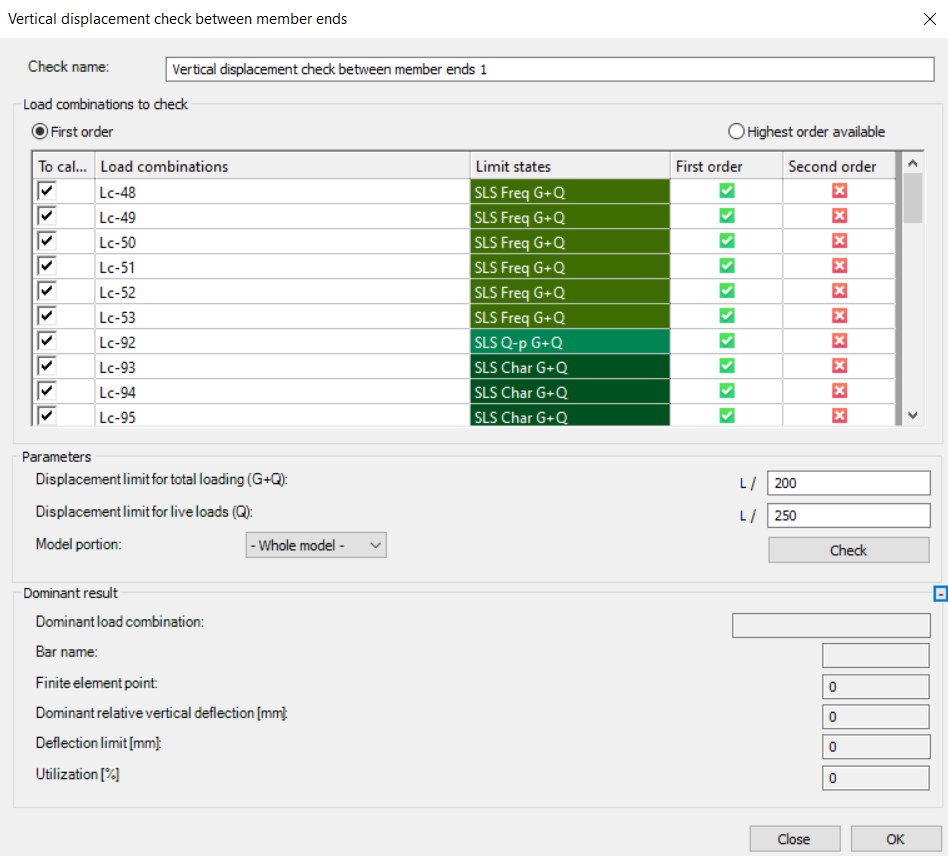 Vertical displacement check between member ends
Check name: Vertical displacement check between member ends 1
Load combinations to check
First order Highest order available
To cal... Load combinations Limit states First order Second order
Lc-48 SLS Freq G+Q
Lc-49 SLS Freq G+Q
Lc-50 SLS Freq G+Q
Lc-51 SLS Freq G+Q
Lc-52 SLS Freq G+Q
Lc-53 SLS Freq G+Q
Lc-92 SLS Q-p G+Q
Lc-93 SLS Char G+Q
Lc-94 SLS Char G+Q
Lc-95 SLS Char G+Q
Parameters
Displacement limit for total loading (G+Q): L / 200
Displacement limit for live loads (Q): L / 250
Model portion: - Whole model - Check
Dominant result
Dominant load combination:
Bar name:
Finite element point: 0
Dominant relative vertical deflection [mm]: 0
Deflection limit [mm]: 0
Utilization [%] 0
Close OK